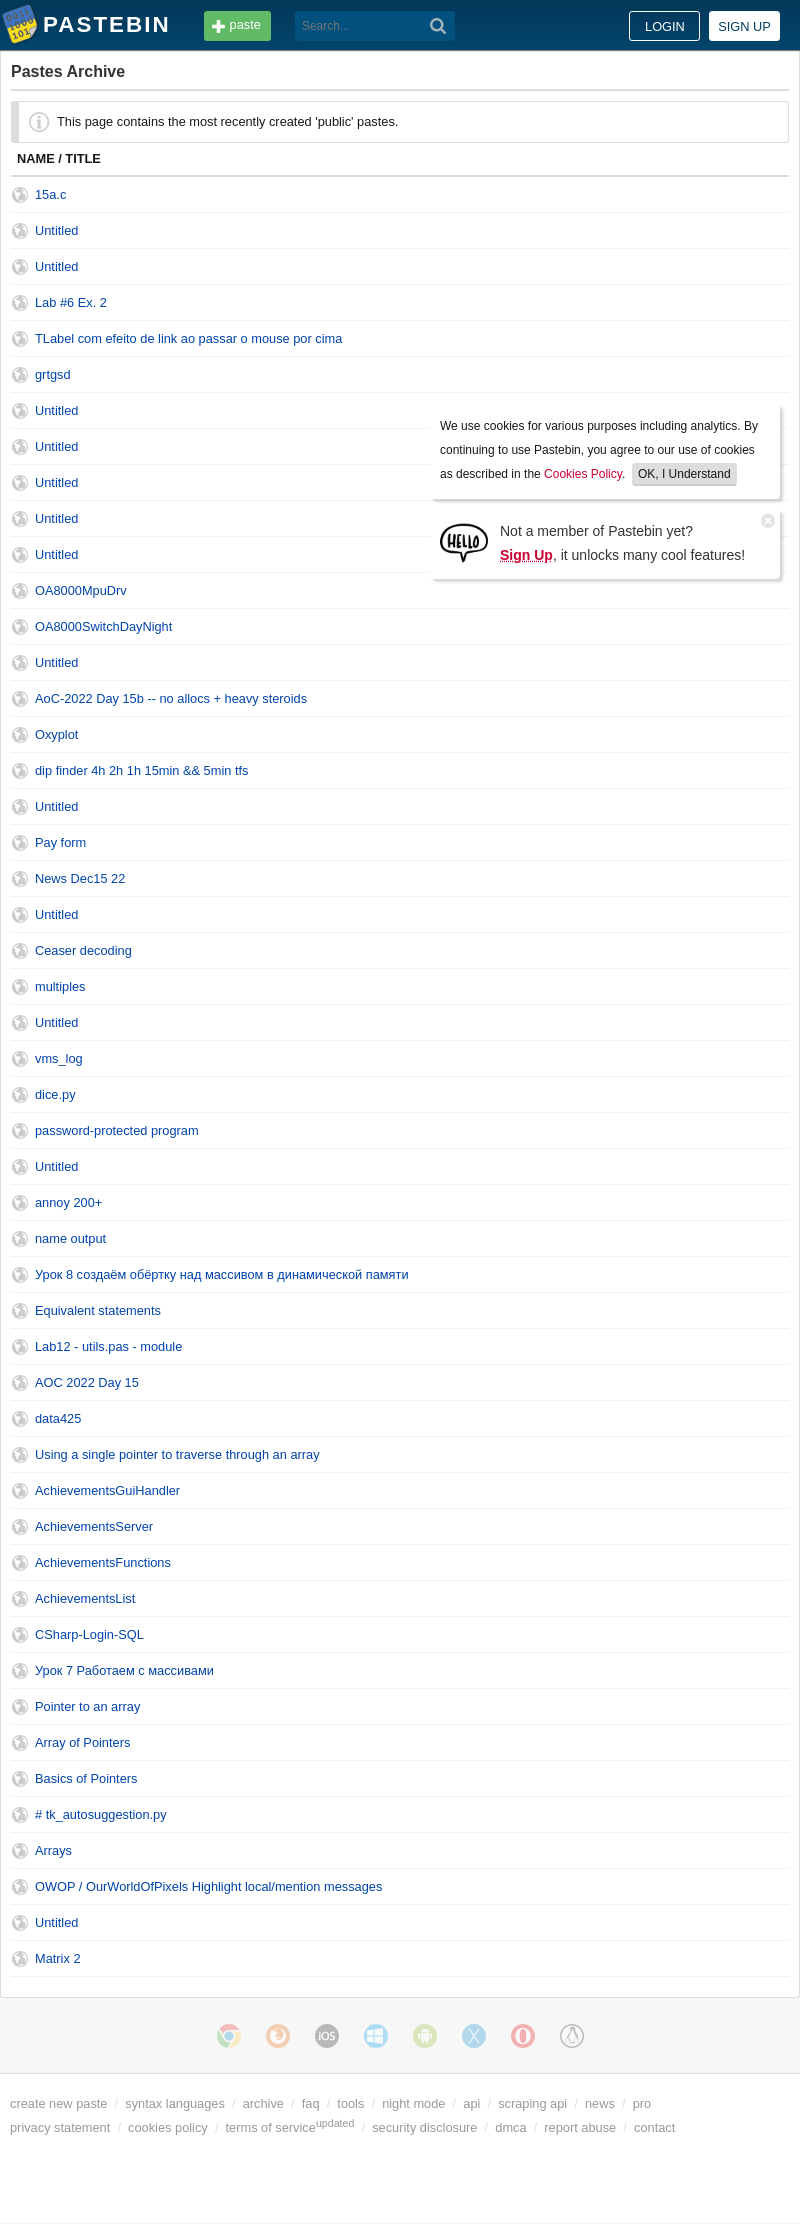 PASTEBIN
paste
Search...
LOGIN
SIGN UP
Pastes Archive
This page contains the most recently created 'public' pastes.
NAME / TITLE
15a.c
Untitled
Untitled
Lab #6 Ex. 2
TLabel com efeito de link ao passar o mouse por cima
grtgsd
Untitled
Untitled
Untitled
Untitled
Untitled
We use cookies for various purposes including analytics. By
continuing to use Pastebin, you agree to our use of cookies
as described in the Cookies Policy. OK, I Understand
HELLO
Not a member of Pastebin yet?
Sign Up, it unlocks many cool features!
OA8000MpuDrv
OA8000SwitchDayNight
Untitled
AoC-2022 Day 15b -- no allocs + heavy steroids
Oxyplot
dip finder 4h 2h 1h 15min && 5min tfs
Untitled
Pay form
News Dec15 22
Untitled
Ceaser decoding
multiples
Untitled
vms_log
dice.py
password-protected program
Untitled
annoy 200+
name output
Урок 8 создаём обёртку над массивом в динамической памяти
Equivalent statements
Lab12 - utils.pas - module
AOC 2022 Day 15
data425
Using a single pointer to traverse through an array
AchievementsGuiHandler
AchievementsServer
AchievementsFunctions
AchievementsList
CSharp-Login-SQL
Урок 7 Работаем с массивами
Pointer to an array
Array of Pointers
Basics of Pointers
# tk_autosuggestion.py
Arrays
OWOP / OurWorldOfPixels Highlight local/mention messages
Untitled
Matrix 2
iOS
create new paste / syntax languages / archive / faq / tools / night mode / api / scraping api / news / pro
privacy statement / cookies policy / terms of serviceupdated / security disclosure / dmca / report abuse / contact